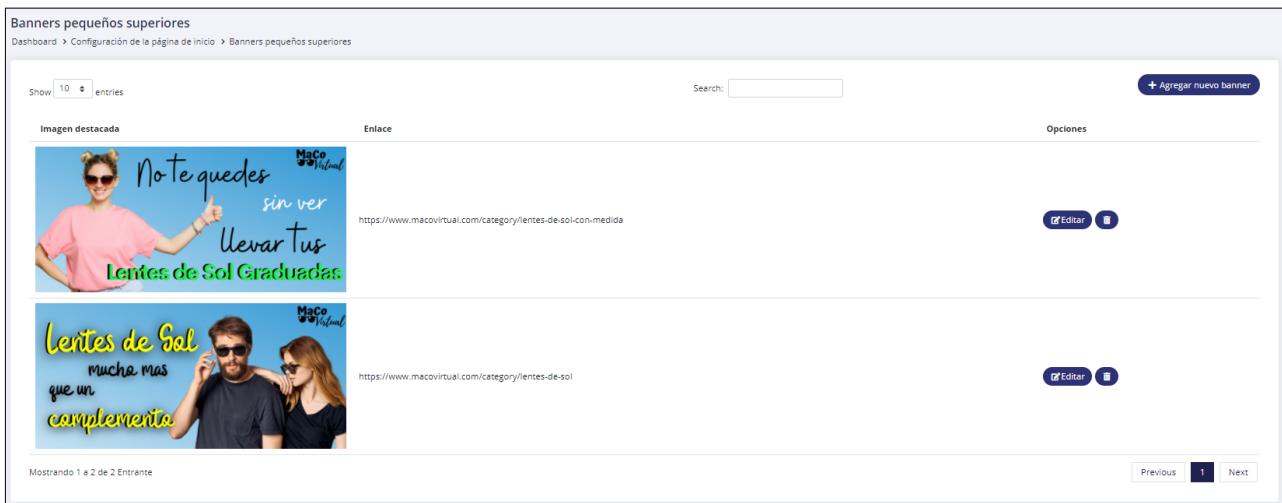 Banners pequeños superiores
Dashboard > Configuración de la página de inicio > Banners pequeños superiores
Show 10 entries
Search:
+ Agregar nuevo banner
Imagen destacada Enlace Opciones
MaCo
Virtual
No te quedes
sin ver
llevar Tus
Lentes de Sol Graduadas
https://www.macovirtual.com/category/lentes-de-sol-con-medida
Editar
MaCo
Virtual
Lentes de Sol
mucho mas
que un
complemento
https://www.macovirtual.com/category/lentes-de-sol
Editar
Mostrando 1 a 2 de 2 Entrante
Previous 1 Next